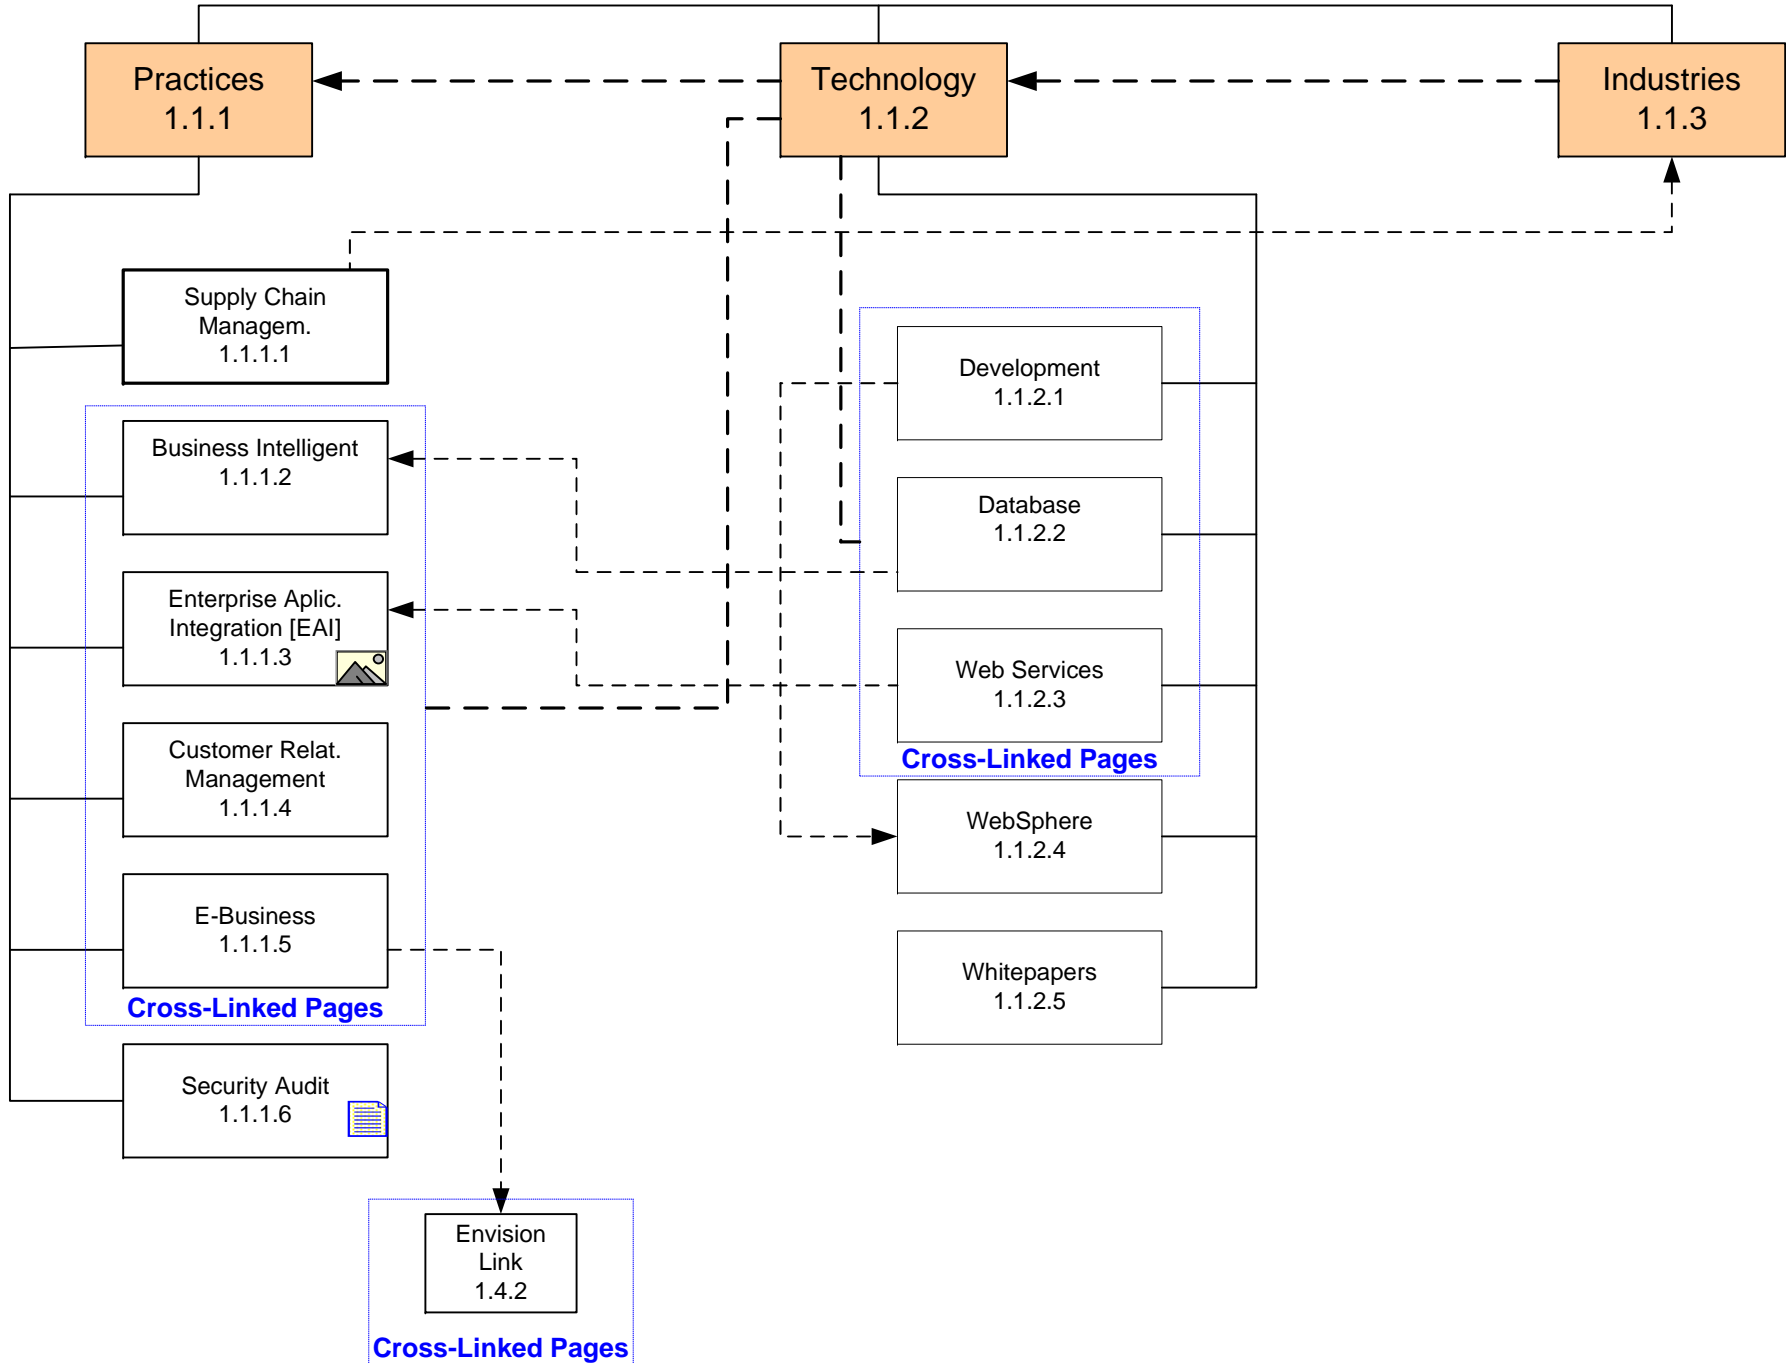 Practices
1.1.1
Technology
1.1.2
Industries
1.1.3
Supply Chain
Managem.
1.1.1.1
Business Intelligent
1.1.1.2
Enterprise Aplic.
Integration [EAI]
1.1.1.3
Customer Relat.
Management
1.1.1.4
E-Business
1.1.1.5
Cross-Linked Pages
Security Audit
1.1.1.6
Development
1.1.2.1
Database
1.1.2.2
Web Services
1.1.2.3
Cross-Linked Pages
WebSphere
1.1.2.4
Whitepapers
1.1.2.5
Envision
Link
1.4.2
Cross-Linked Pages